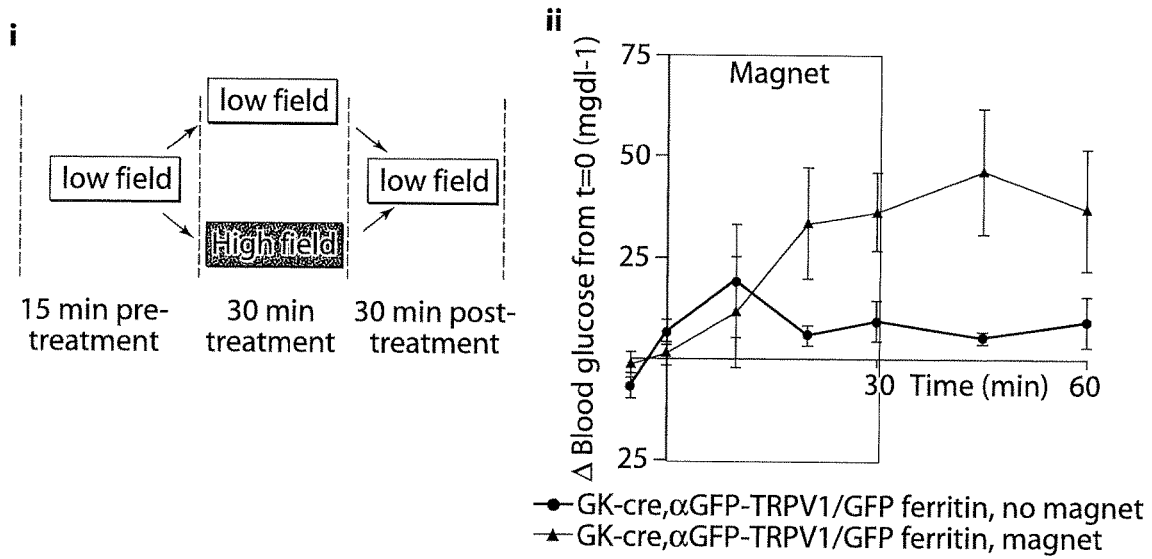 i
low field
low field
low field
High field
15 min pre-
treatment
30 min
treatment
30 min post-
treatment
ii
Δ Blood glucose from t=0 (mgdl-1)
75
50
25
25
Magnet
30 Time (min) 60
GK-cre,αGFP-TRPV1/GFP ferritin, no magnet
GK-cre,αGFP-TRPV1/GFP ferritin, magnet